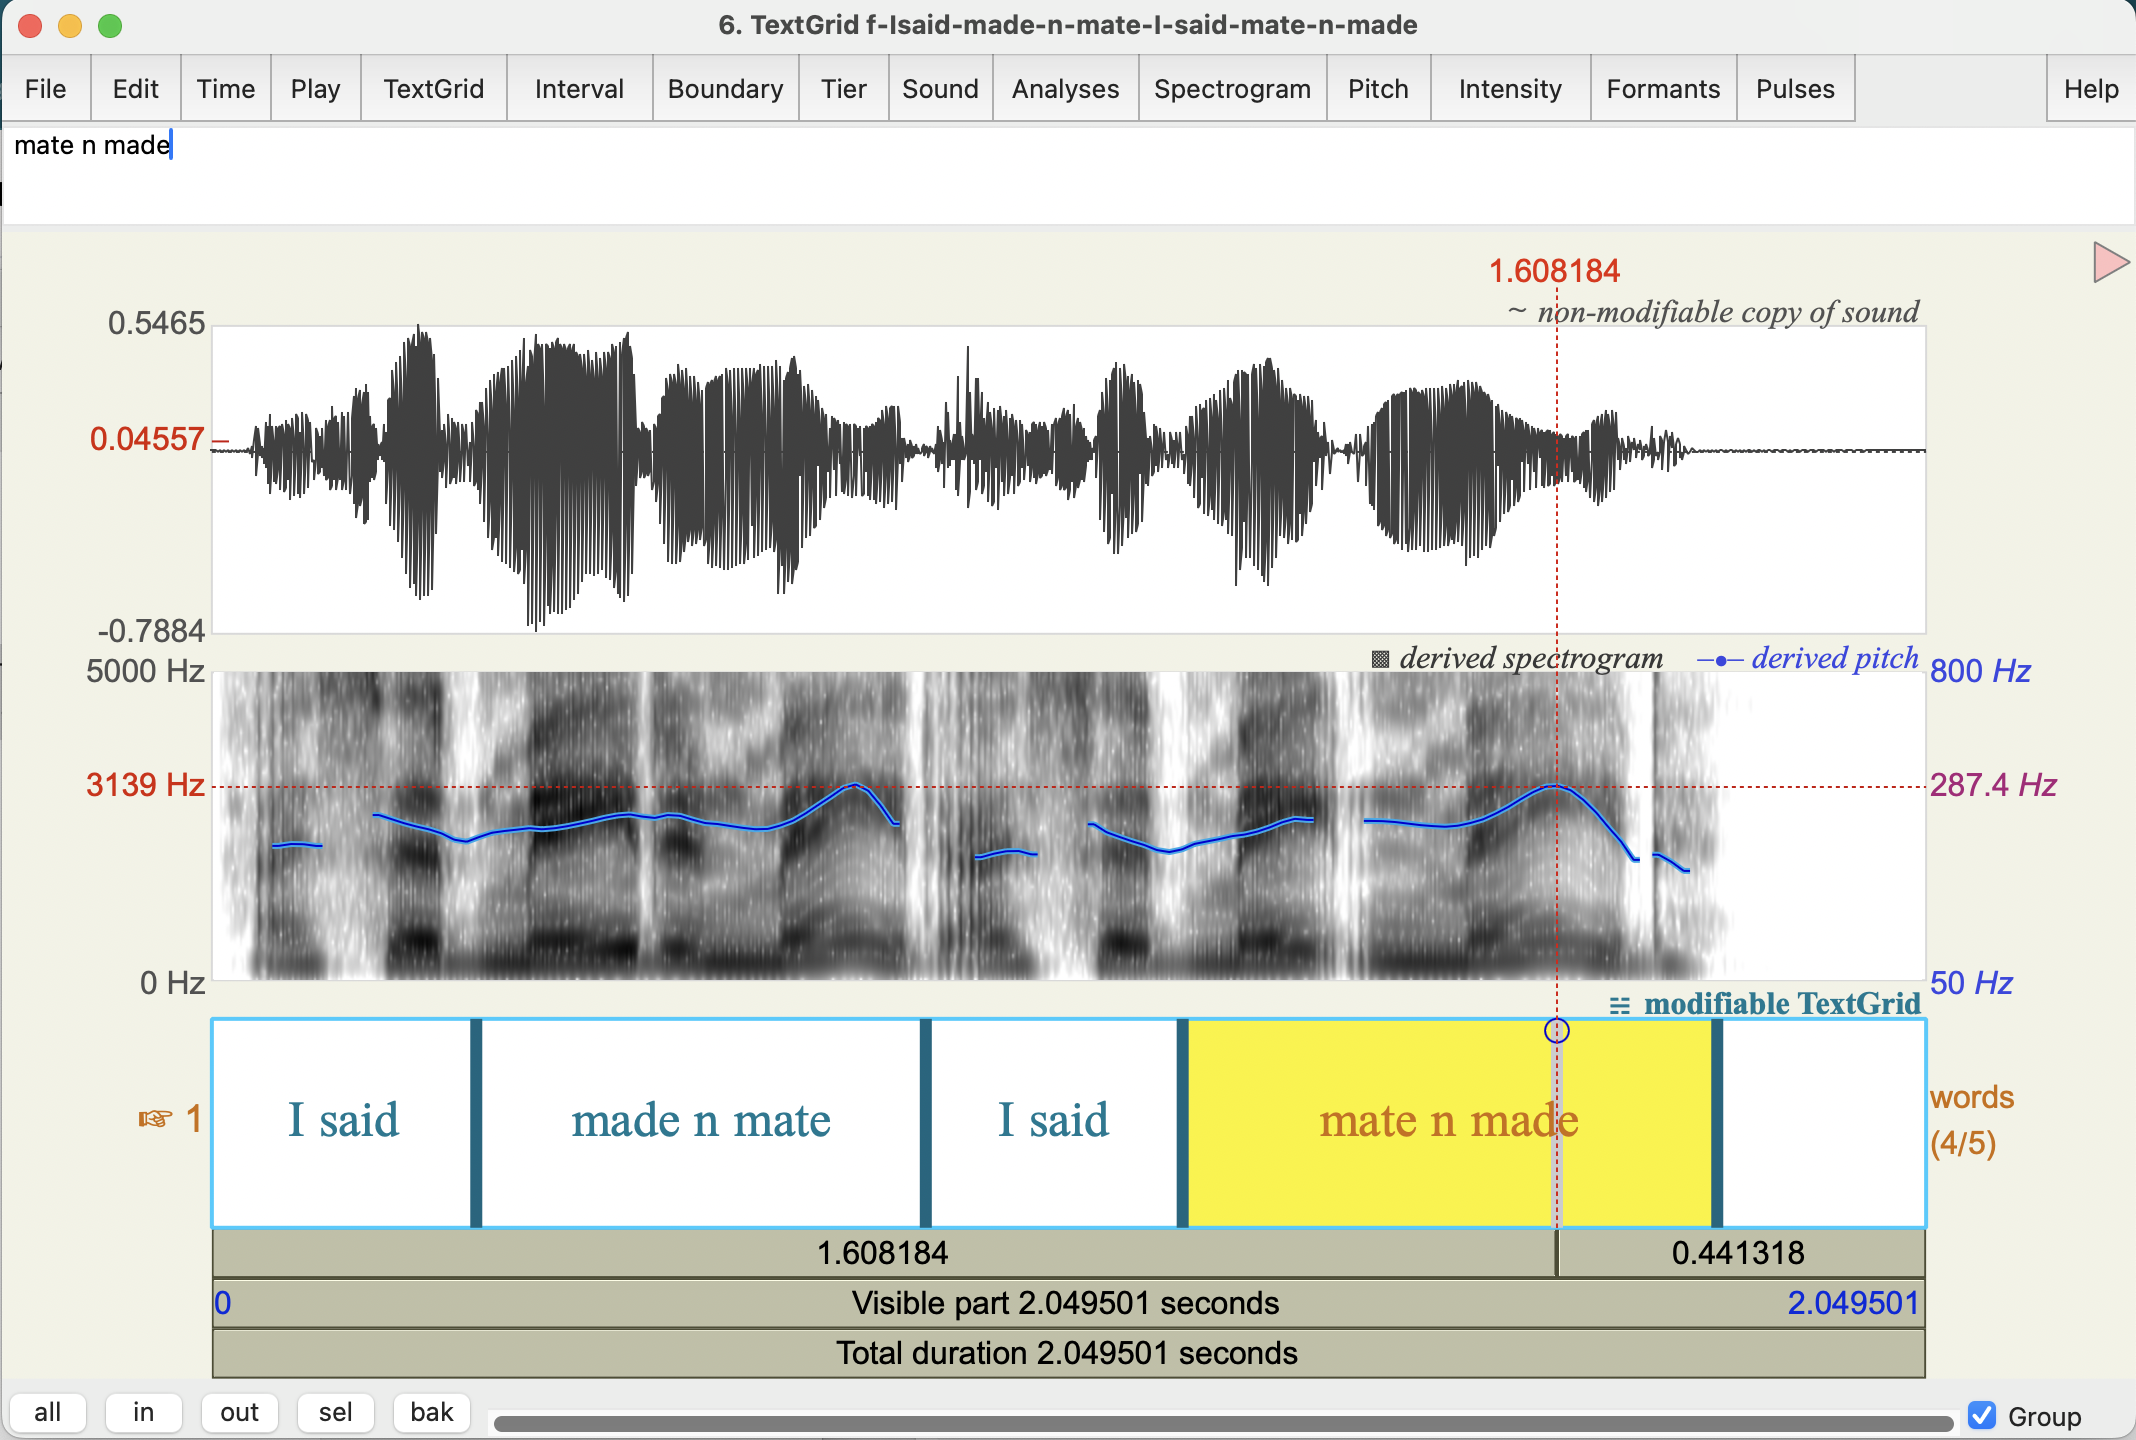 6. TextGrid f-Isaid-made-n-mate-I-said-mate-n-made
File Edit Time Play TextGrid Interval Boundary Tier Sound Analyses Spectrogram Pitch Intensity Formants Pulses Help
mate n made
1.608184
~ non-modifiable copy of sound
0.5465
0.04557
-0.7884
derived spectrogram derived pitch
5000 Hz 800 Hz
3139 Hz 287.4 Hz
0 Hz 50 Hz
modifiable TextGrid
1 I said made n mate I said mate n made words
(4/5)
1.608184 0.441318
0 Visible part 2.049501 seconds 2.049501
Total duration 2.049501 seconds
all in out sel bak Group